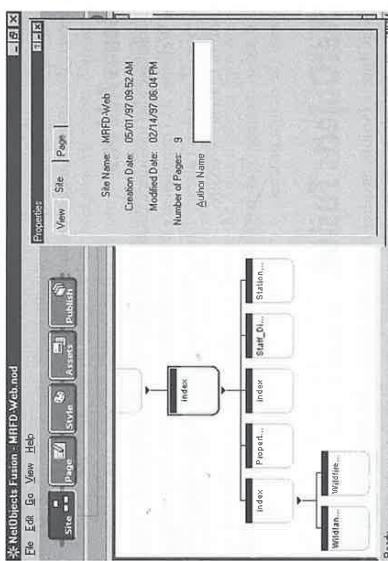 NetObjects Fusion - MRFD-Web.nod
File Edit Go View Help
Site Page Style Assets Publish
index
index Propert... index Staff_Di... Station...
Wildlan... Wildfire...
Properties
View Site Page
Site Name: MRFD-Web
Creation Date: 05/01/97 09:52 AM
Modified Date: 02/14/97 06:04 PM
Number of Pages: 9
Author Name